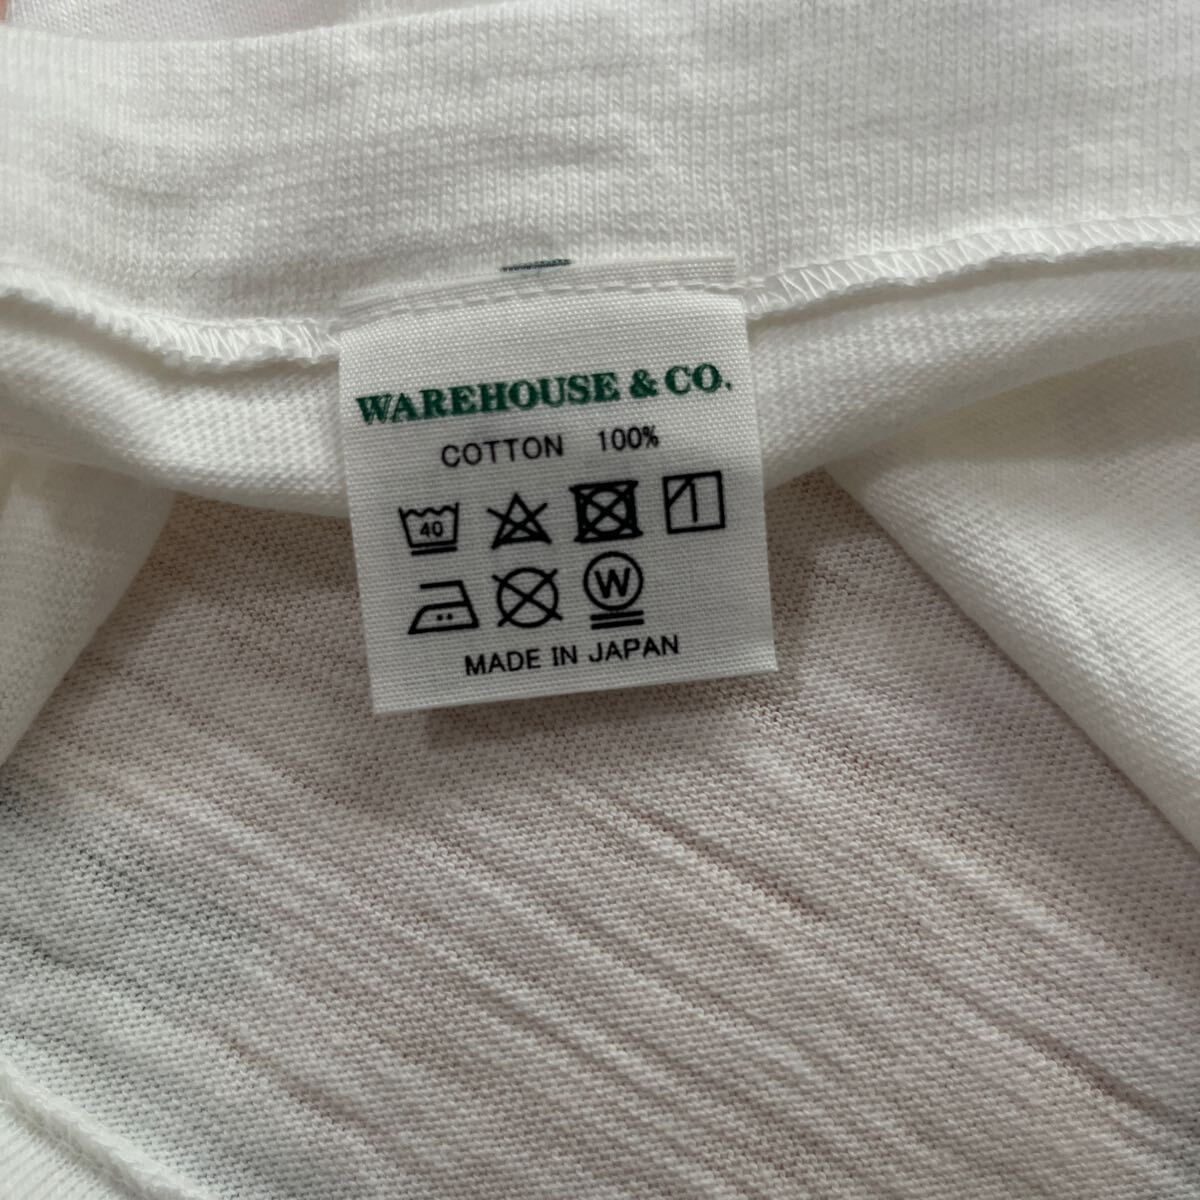 WAREHOUSE & CO.
COTTON 100%
40
W
MADE IN JAPAN